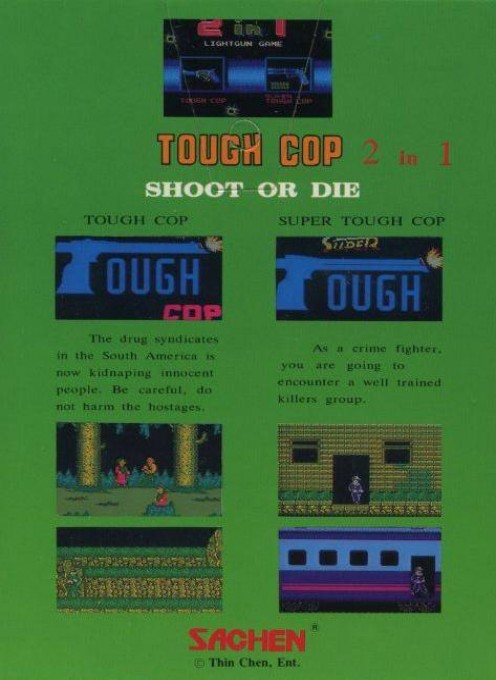 2 in 1
LIGHTGUN GAME
TOUGH COP
SUPER
TOUGH COP
TOUGH COP 2 in 1
SHOOT OR DIE
TOUGH COP
SUPER TOUGH COP
TOUGH
COP
SUPER
TOUGH
The drug syndicates
in the South America is
now kidnaping innocent
people. Be careful, do
not harm the hostages.
As a crime fighter,
you are going to
encounter a well trained
killers group.
SACHEN ®
© Thin Chen, Ent.